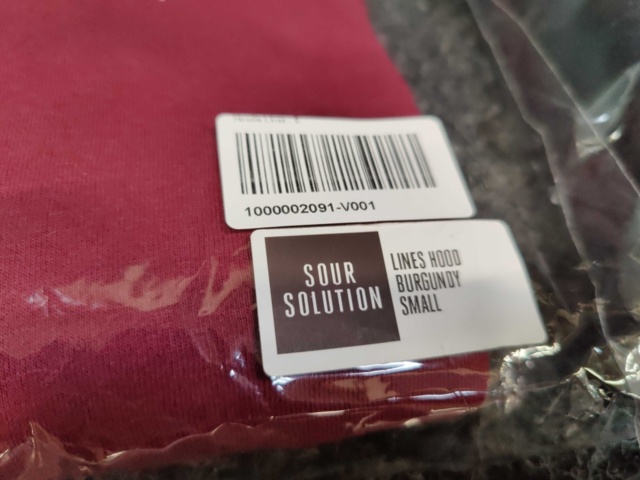 1000002091-V001
SOUR
SOLUTION
LINES HOOD
BURGUNDY
SMALL